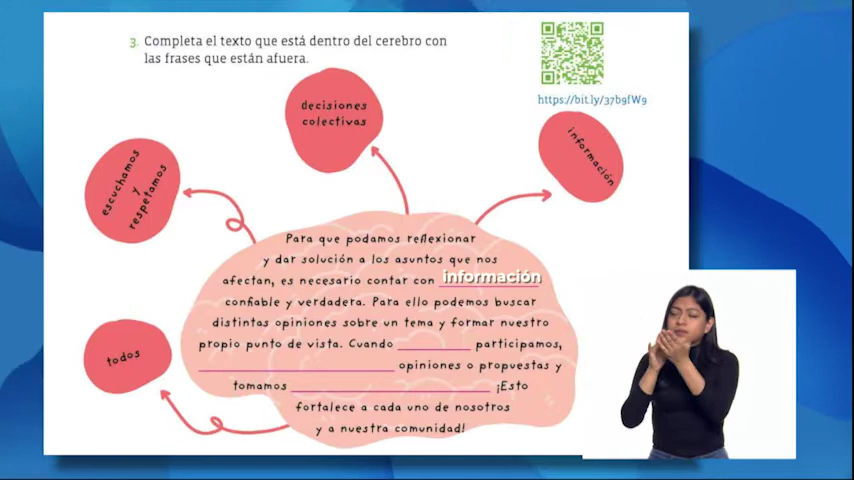 3. Completa el texto que está dentro del cerebro con
las frases que están afuera.
https://bit.ly/37b9fW9
decisiones
colectivas
información
escuchamos
y
respetamos
todos
Para que podamos reflexionar
y dar solución a los asuntos que nos
afectan, es necesario contar con información
confiable y verdadera. Para ello podemos buscar
distintas opiniones sobre un tema y formar nuestro
propio punto de vista. Cuando ________ participamos,
________ opiniones o propuestas y
tomamos ________ ¡Esto
fortalece a cada uno de nosotros
y a nuestra comunidad!